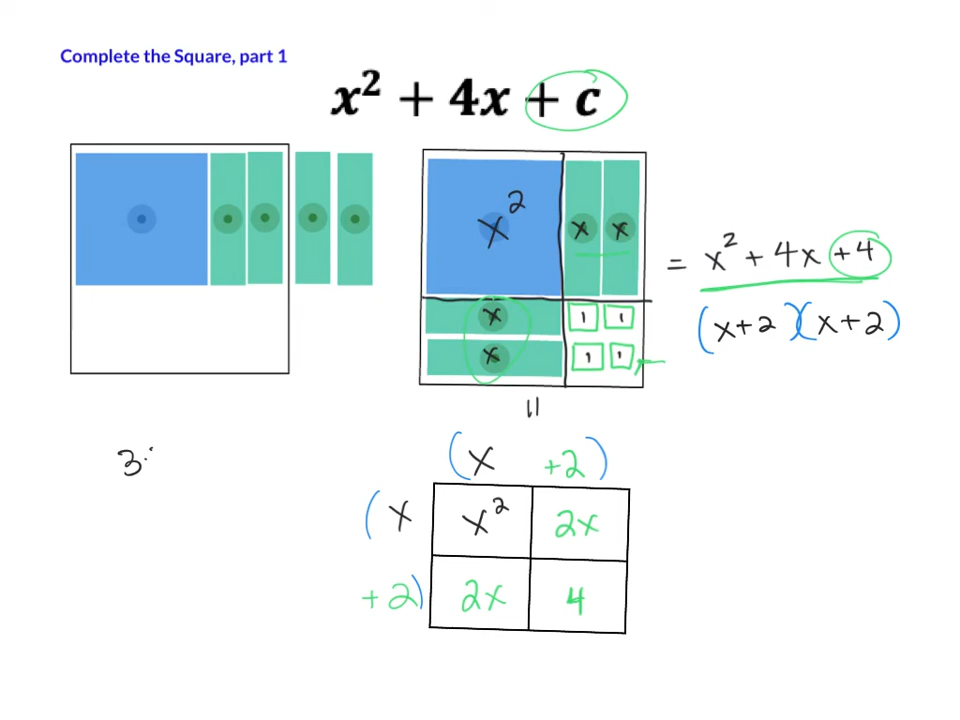 Complete the Square, part 1
x² + 4x + c
x² x x
= x² + 4x + 4
x 1 1
(x+2)(x+2)
x 1 1
=
(x +2)
3·
(x x² 2x
+2) 2x 4